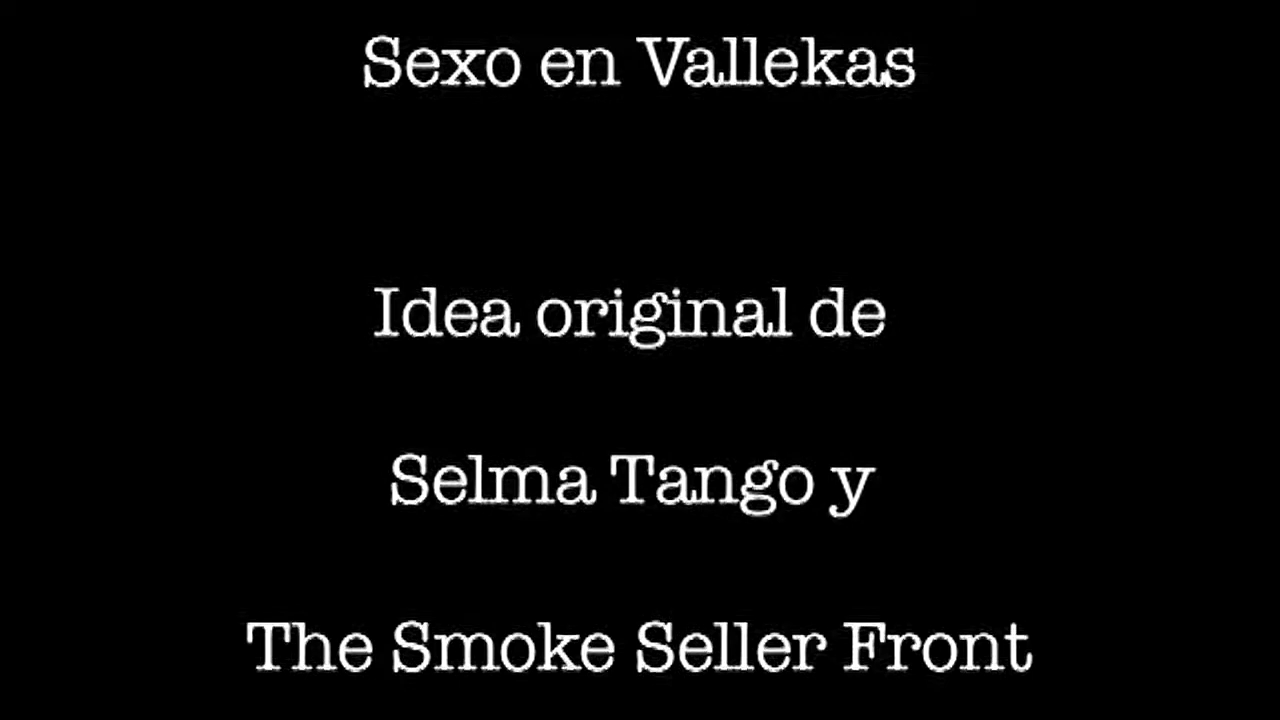 Sexo en Vallekas
Idea original de
Selma Tango y
The Smoke Seller Front